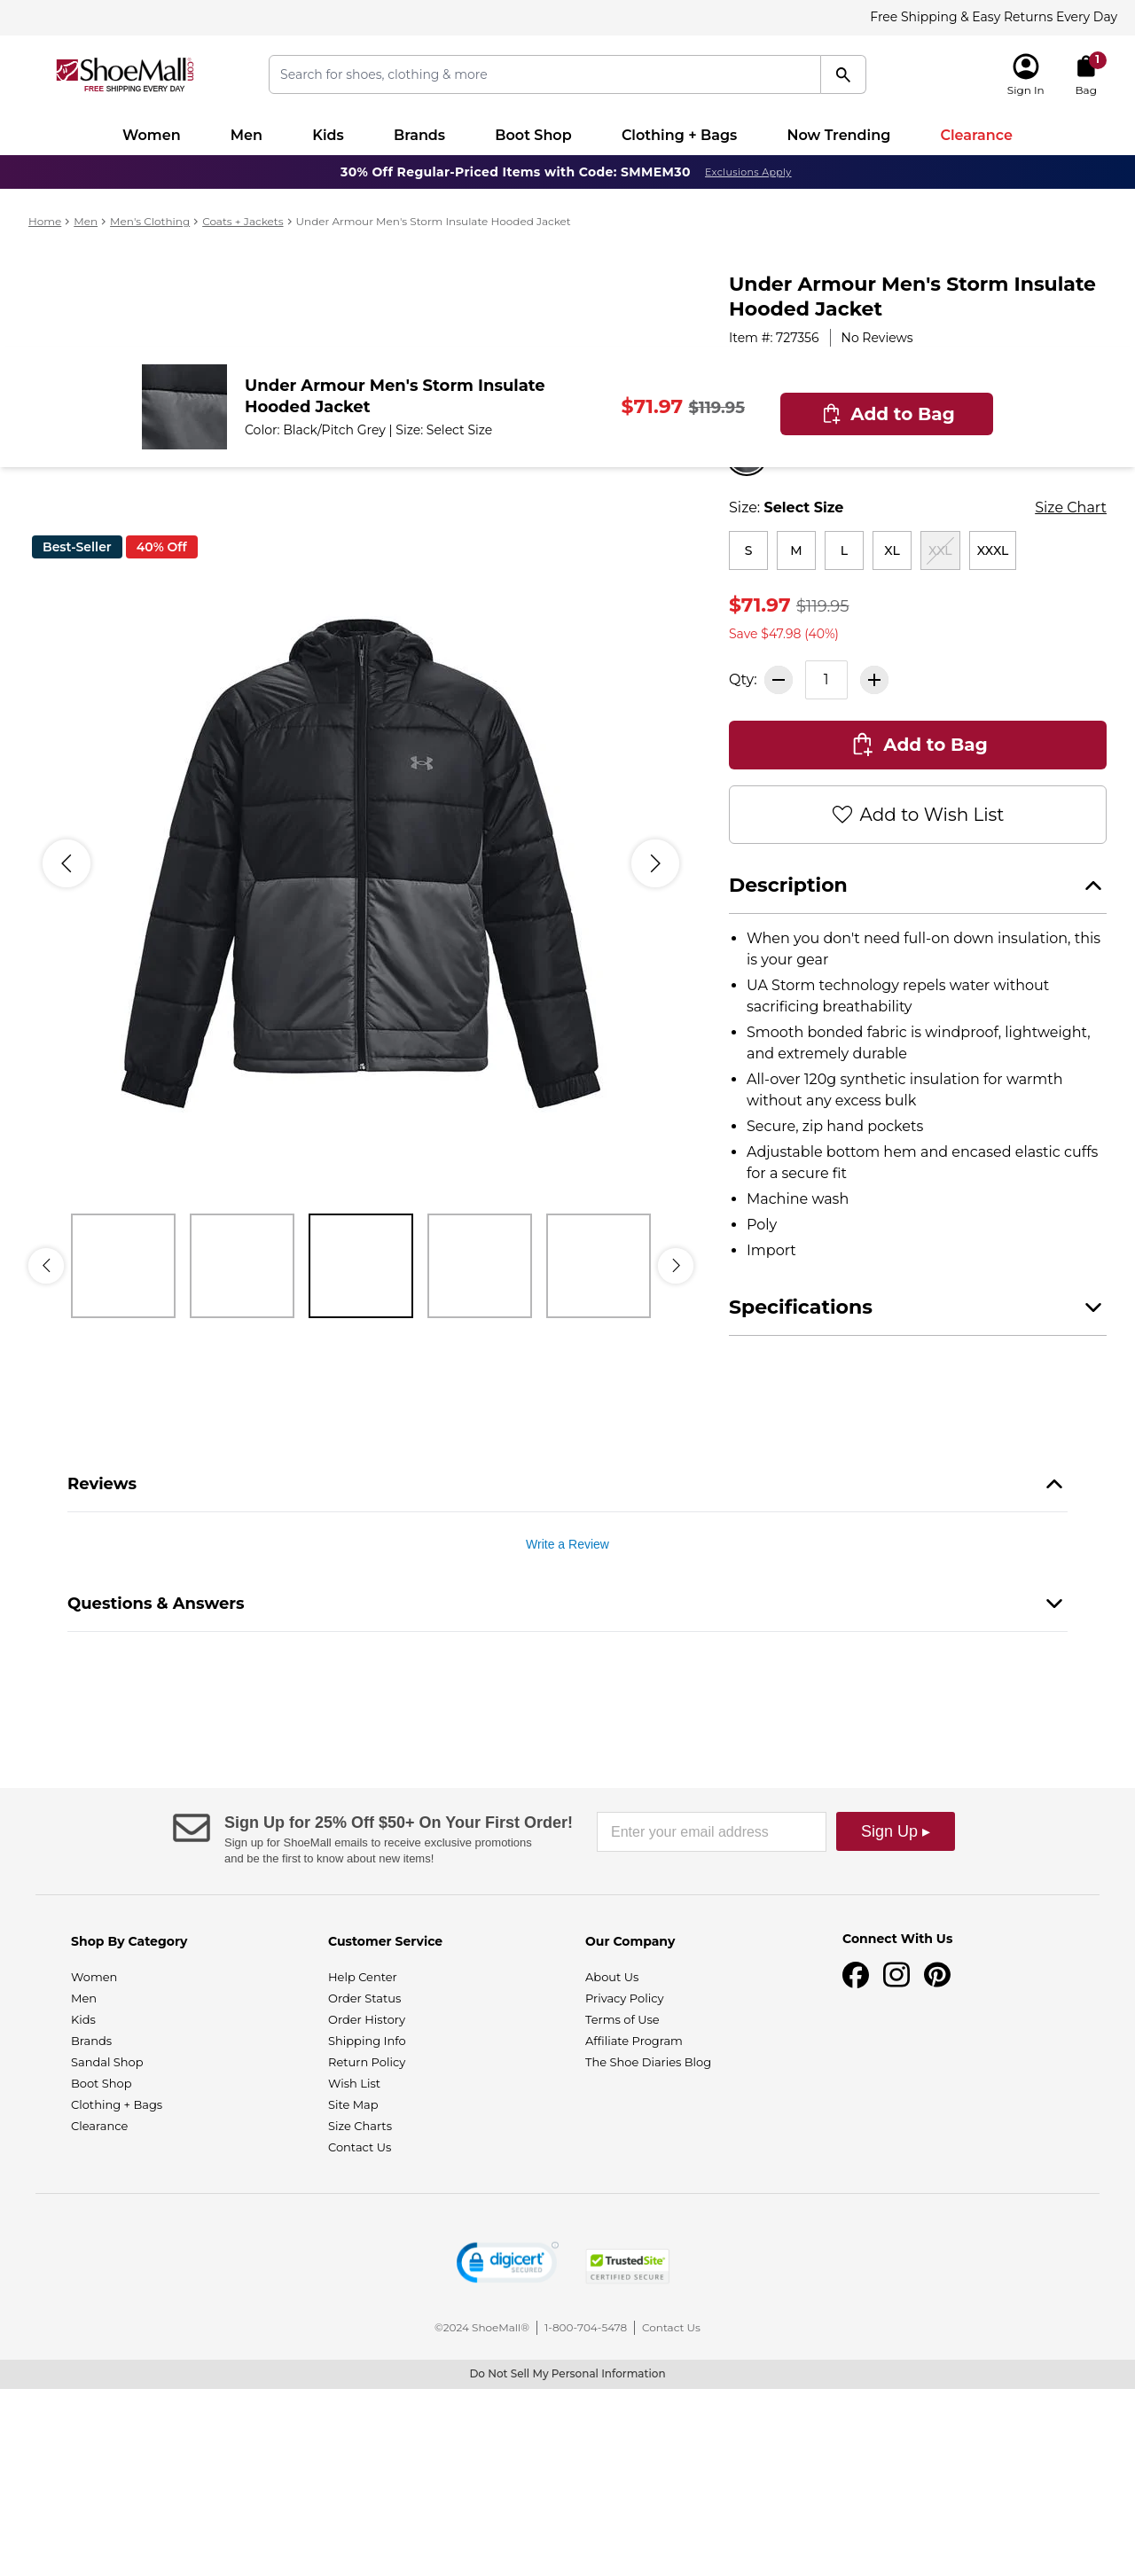 Free Shipping & Easy Returns Every Day
ShoeMall.com
FREE SHIPPING EVERY DAY
Search for shoes, clothing & more
Sign In
1
Bag
Women Men Kids Brands Boot Shop Clothing + Bags Now Trending Clearance
30% Off Regular-Priced Items with Code: SMMEM30 Exclusions Apply
Home > Men > Men's Clothing > Coats + Jackets > Under Armour Men's Storm Insulate Hooded Jacket
Under Armour Men's Storm Insulate
Hooded Jacket
Item #: 727356 | No Reviews
Under Armour Men's Storm Insulate
Hooded Jacket
Color: Black/Pitch Grey | Size: Select Size
$71.97 $119.95
Add to Bag
Size: Select Size
Size Chart
Best-Seller 40% Off
S M L XL XXL XXXL
$71.97 $119.95
Save $47.98 (40%)
Qty: 1
Add to Bag
Add to Wish List
Description
• When you don't need full-on down insulation, this
is your gear
• UA Storm technology repels water without
sacrificing breathability
• Smooth bonded fabric is windproof, lightweight,
and extremely durable
• All-over 120g synthetic insulation for warmth
without any excess bulk
• Secure, zip hand pockets
• Adjustable bottom hem and encased elastic cuffs
for a secure fit
• Machine wash
• Poly
• Import
Specifications
Reviews
Write a Review
Questions & Answers
Sign Up for 25% Off $50+ On Your First Order!
Sign up for ShoeMall emails to receive exclusive promotions
and be the first to know about new items!
Enter your email address
Sign Up ▸
Shop By Category
Women
Men
Kids
Brands
Sandal Shop
Boot Shop
Clothing + Bags
Clearance
Customer Service
Help Center
Order Status
Order History
Shipping Info
Return Policy
Wish List
Site Map
Size Charts
Contact Us
Our Company
About Us
Privacy Policy
Terms of Use
Affiliate Program
The Shoe Diaries Blog
Connect With Us
digicert
SECURED
TrustedSite
CERTIFIED SECURE
©2024 ShoeMall® | 1-800-704-5478 | Contact Us
Do Not Sell My Personal Information